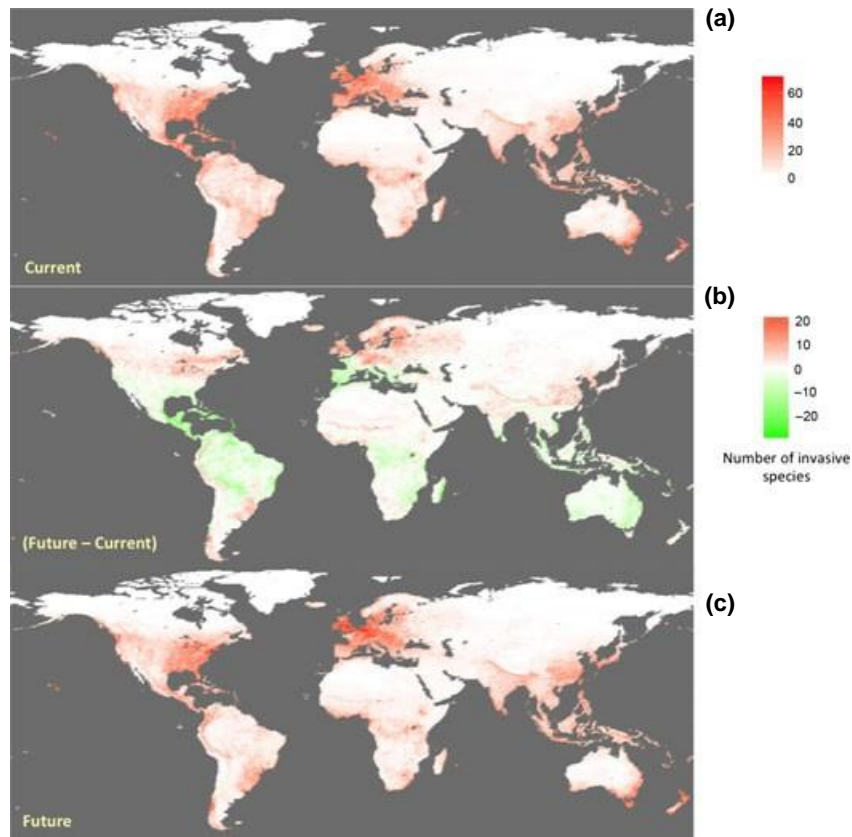 (a)
60
40
20
0
Current
(b)
20
10
0
–10
–20
Number of invasive
species
(Future – Current)
(c)
Future